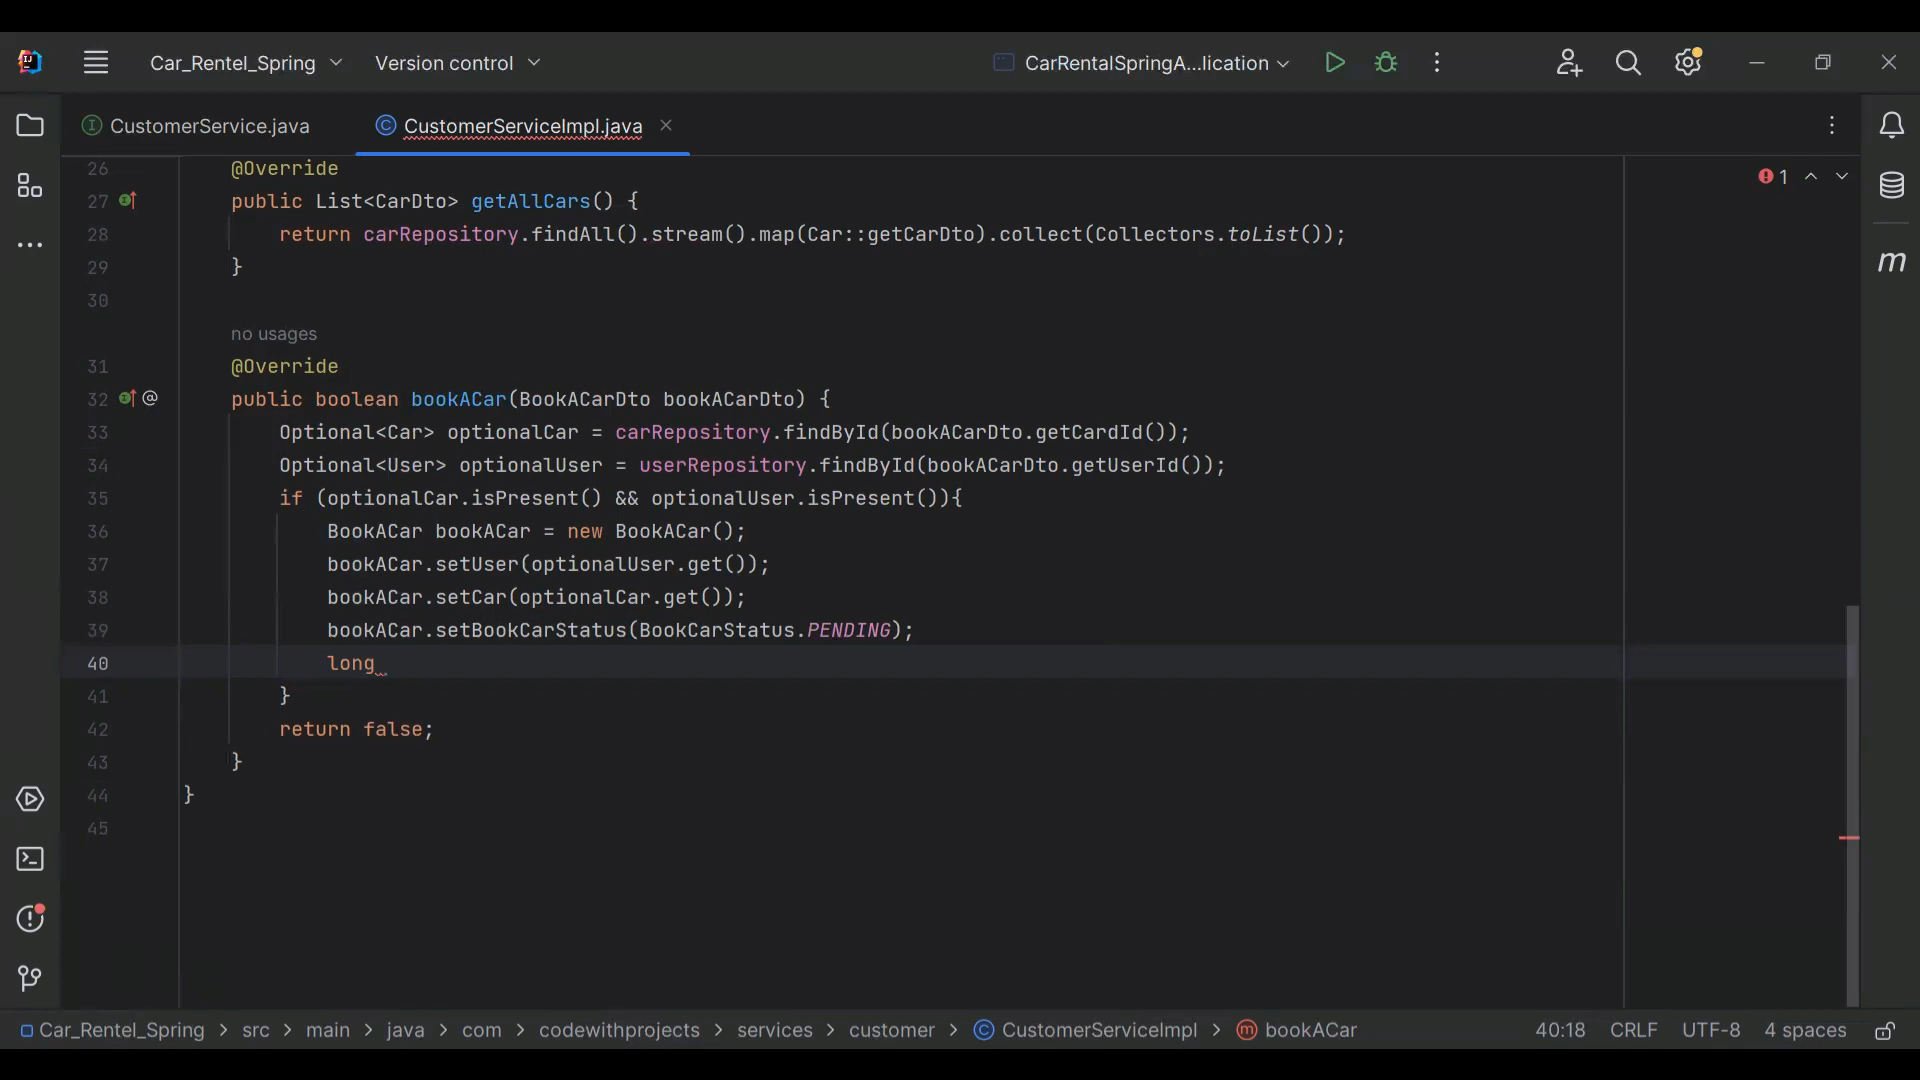 Car_Rentel_Spring
Version control
CarRentalSpringA...lication
CustomerService.java
CustomerServiceImpl.java
1
26 @Override
27 public List<CarDto> getAllCars() {
28 return carRepository.findAll().stream().map(Car::getCarDto).collect(Collectors.toList());
29 }
30
no usages
31 @Override
32 @ public boolean bookACar(BookACarDto bookACarDto) {
33 Optional<Car> optionalCar = carRepository.findById(bookACarDto.getCardId());
34 Optional<User> optionalUser = userRepository.findById(bookACarDto.getUserId());
35 if (optionalCar.isPresent() && optionalUser.isPresent()){
36 BookACar bookACar = new BookACar();
37 bookACar.setUser(optionalUser.get());
38 bookACar.setCar(optionalCar.get());
39 bookACar.setBookCarStatus(BookCarStatus.PENDING);
40 long
41 }
42 return false;
43 }
44 }
45
m
Car_Rentel_Spring > src > main > java > com > codewithprojects > services > customer > CustomerServiceImpl > bookACar
40:18 CRLF UTF-8 4 spaces